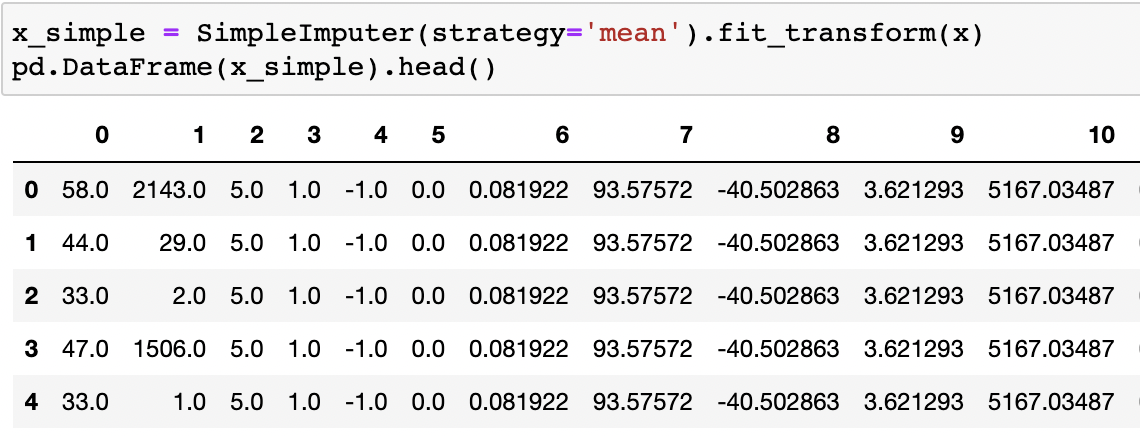 x_simple = SimpleImputer(strategy='mean').fit_transform(x)
pd.DataFrame(x_simple).head()
0 1 2 3 4 5 6 7 8 9 10
0 58.0 2143.0 5.0 1.0 -1.0 0.0 0.081922 93.57572 -40.502863 3.621293 5167.03487
1 44.0 29.0 5.0 1.0 -1.0 0.0 0.081922 93.57572 -40.502863 3.621293 5167.03487
2 33.0 2.0 5.0 1.0 -1.0 0.0 0.081922 93.57572 -40.502863 3.621293 5167.03487
3 47.0 1506.0 5.0 1.0 -1.0 0.0 0.081922 93.57572 -40.502863 3.621293 5167.03487
4 33.0 1.0 5.0 1.0 -1.0 0.0 0.081922 93.57572 -40.502863 3.621293 5167.03487